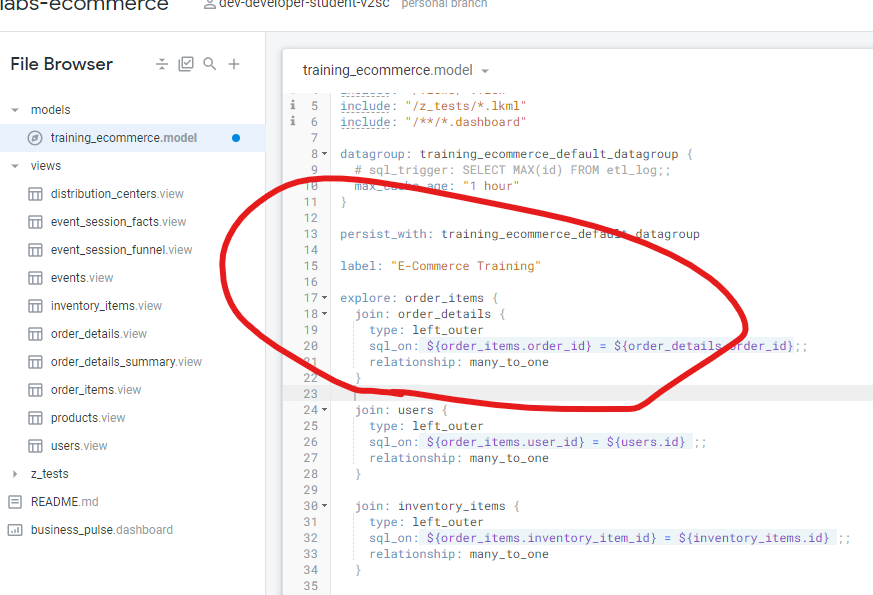 labs-ecommerce
dev-developer-student-v2sc personal branch
File Browser
models
training_ecommerce.model
views
distribution_centers.view
event_session_facts.view
event_session_funnel.view
events.view
inventory_items.view
order_details.view
order_details_summary.view
order_items.view
products.view
users.view
z_tests
README.md
business_pulse.dashboard
training_ecommerce.model
5 include: "/z_tests/*.lkml"
6 include: "/**/*.dashboard"
7
8 datagroup: training_ecommerce_default_datagroup {
9 # sql_trigger: SELECT MAX(id) FROM etl_log;;
10 max_cache_age: "1 hour"
11 }
12
13 persist_with: training_ecommerce_default_datagroup
14
15 label: "E-Commerce Training"
16
17 explore: order_items {
18 join: order_details {
19 type: left_outer
20 sql_on: ${order_items.order_id} = ${order_details.order_id};;
21 relationship: many_to_one
22 }
23
24 join: users {
25 type: left_outer
26 sql_on: ${order_items.user_id} = ${users.id} ;;
27 relationship: many_to_one
28 }
29
30 join: inventory_items {
31 type: left_outer
32 sql_on: ${order_items.inventory_item_id} = ${inventory_items.id} ;;
33 relationship: many_to_one
34 }
35